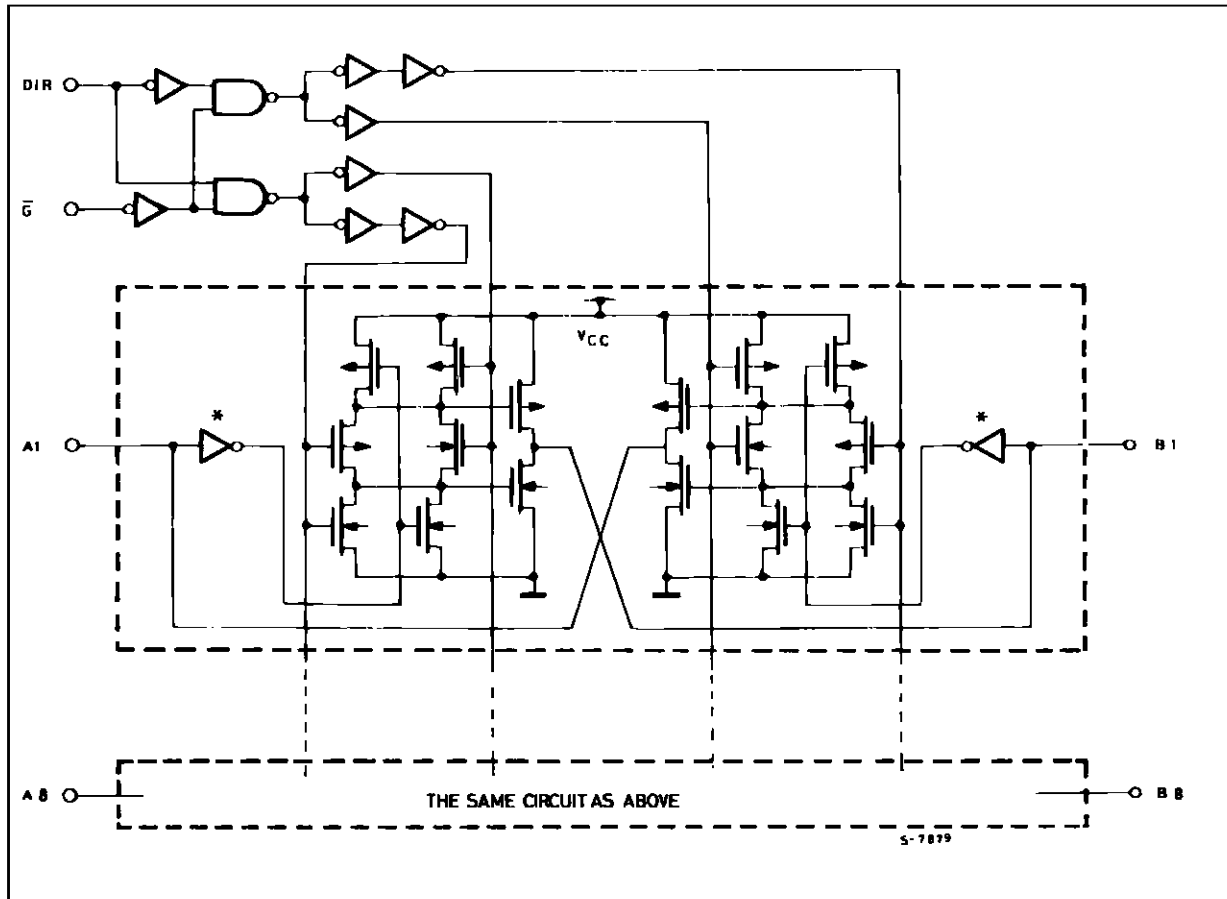 DIR
G̅
VCC
*
*
A1
B1
A8
THE SAME CIRCUIT AS ABOVE
B8
S-7879